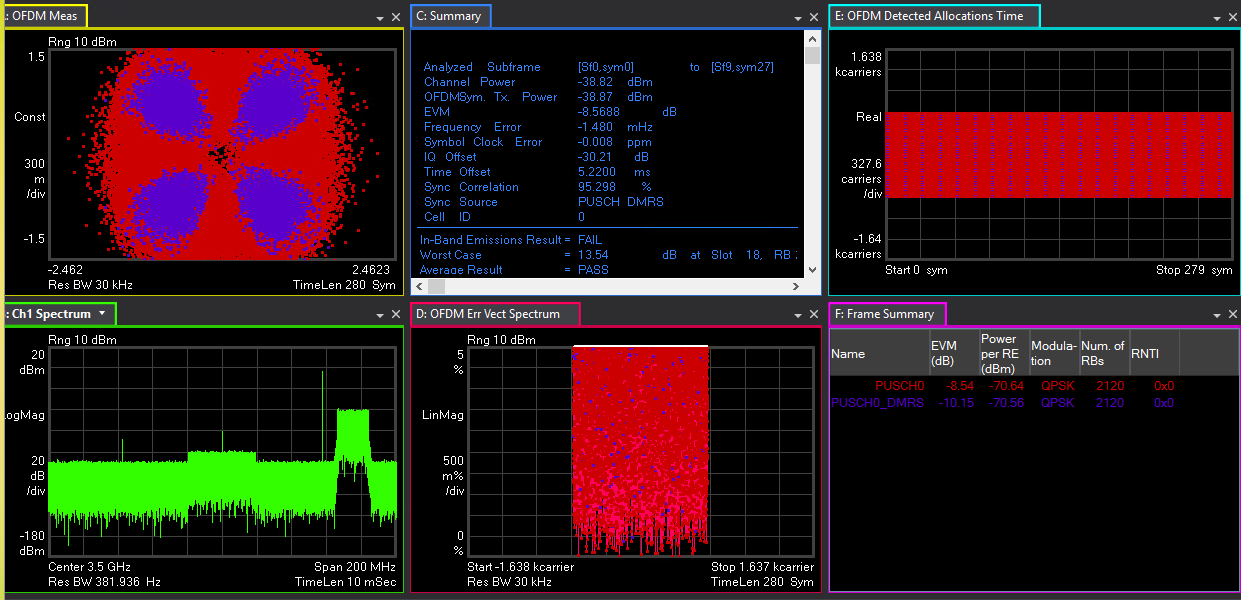 : OFDM Meas
Rng 10 dBm
1.5
Const
300
m
/div
-1.5
-2.462
2.4623
Res BW 30 kHz
TimeLen 280 Sym
C: Summary
Analyzed Subframe [Sf0,sym0] to [Sf9,sym27]
Channel Power -38.82 dBm
OFDMSym. Tx. Power -38.87 dBm
EVM -8.5688 dB
Frequency Error -1.480 mHz
Symbol Clock Error -0.008 ppm
IQ Offset -30.21 dB
Time Offset 5.2200 ms
Sync Correlation 95.298 %
Sync Source PUSCH DMRS
Cell ID 0
In-Band Emissions Result = FAIL
Worst Case = 13.54 dB at Slot 18, RB
Average Result = PASS
E: OFDM Detected Allocations Time
1.638
kcarriers
Real
327.6
carriers
/div
-1.64
kcarriers
Start 0 sym
Stop 279 sym
: Ch1 Spectrum
Rng 10 dBm
20
dBm
LogMag
20
dB
/div
-180
dBm
Center 3.5 GHz
Span 200 MHz
Res BW 381.936 Hz
TimeLen 10 mSec
D: OFDM Err Vect Spectrum
Rng 10 dBm
5
%
LinMag
500
m%
/div
0
%
Start -1.638 kcarrier
Stop 1.637 kcarrier
Res BW 30 kHz
TimeLen 280 Sym
F: Frame Summary
Name EVM (dB) Power per RE (dBm) Modula-tion Num. of RBs RNTI
PUSCH0 -8.54 -70.64 QPSK 2120 0x0
PUSCH0_DMRS -10.15 -70.56 QPSK 2120 0x0